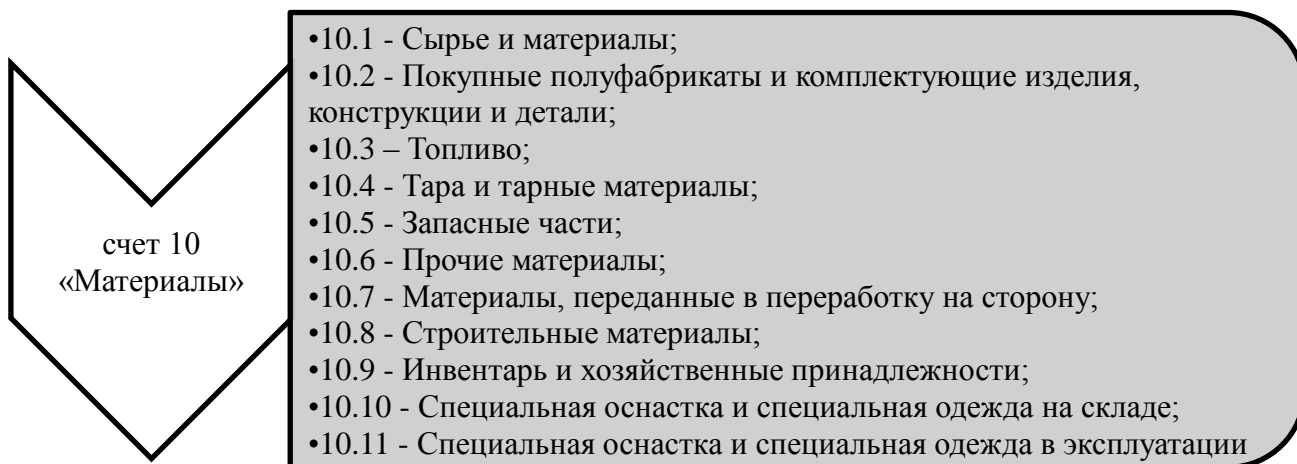 счет 10
«Материалы»
•10.1 - Сырье и материалы;
•10.2 - Покупные полуфабрикаты и комплектующие изделия,
конструкции и детали;
•10.3 – Топливо;
•10.4 - Тара и тарные материалы;
•10.5 - Запасные части;
•10.6 - Прочие материалы;
•10.7 - Материалы, переданные в переработку на сторону;
•10.8 - Строительные материалы;
•10.9 - Инвентарь и хозяйственные принадлежности;
•10.10 - Специальная оснастка и специальная одежда на складе;
•10.11 - Специальная оснастка и специальная одежда в эксплуатации